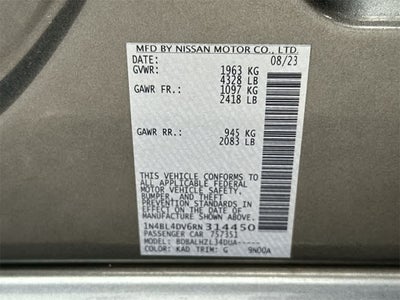 MFD BY NISSAN MOTOR CO., LTD.
DATE: 08/23
GVWR: 1963 KG
4328 LB
GAWR FR.: 1097 KG
2418 LB
GAWR RR.: 945 KG
2083 LB
THIS VEHICLE CONFORMS TO
ALL APPLICABLE FEDERAL
MOTOR VEHICLE SAFETY,
BUMPER, AND THEFT
PREVENTION STANDARDS IN
EFFECT ON THE DATE OF
MANUFACTURE SHOWN ABOVE.
1N4BL4DV6RN314450
PASSENGER CAR 757351
MODEL: BDBALHZL34DUA-----
COLOR: KAD TRIM: G 9N00A